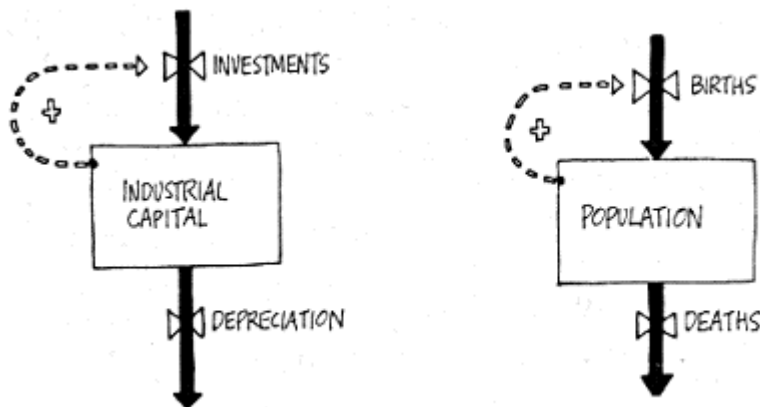 INVESTMENTS
INDUSTRIAL
CAPITAL
DEPRECIATION
BIRTHS
POPULATION
DEATHS